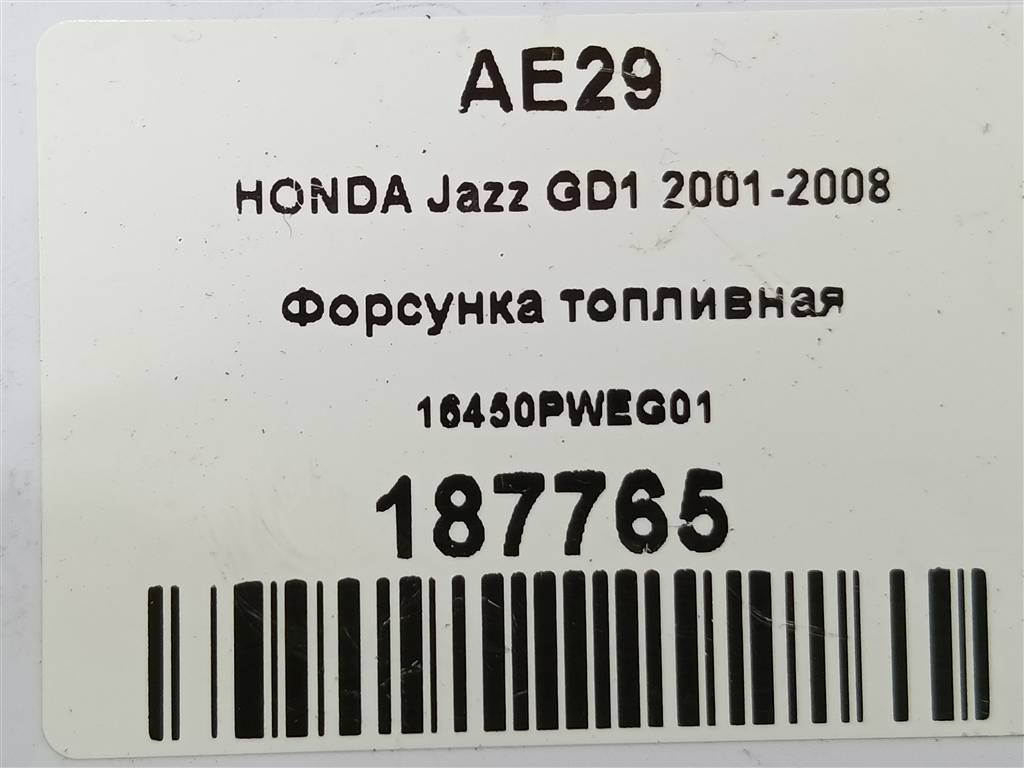 AE29
HONDA Jazz GD1 2001-2008
Форсунка топливная
16450PWEG01
187765